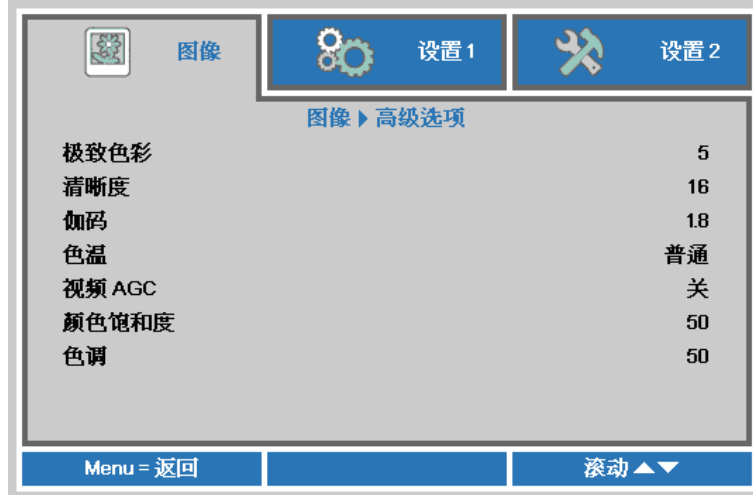 图像 设置1 设置2
图像▶高级选项
极致色彩 5
清晰度 16
伽码 1.8
色温 普通
视频 AGC 关
颜色饱和度 50
色调 50
Menu = 返回 滚动▲▼